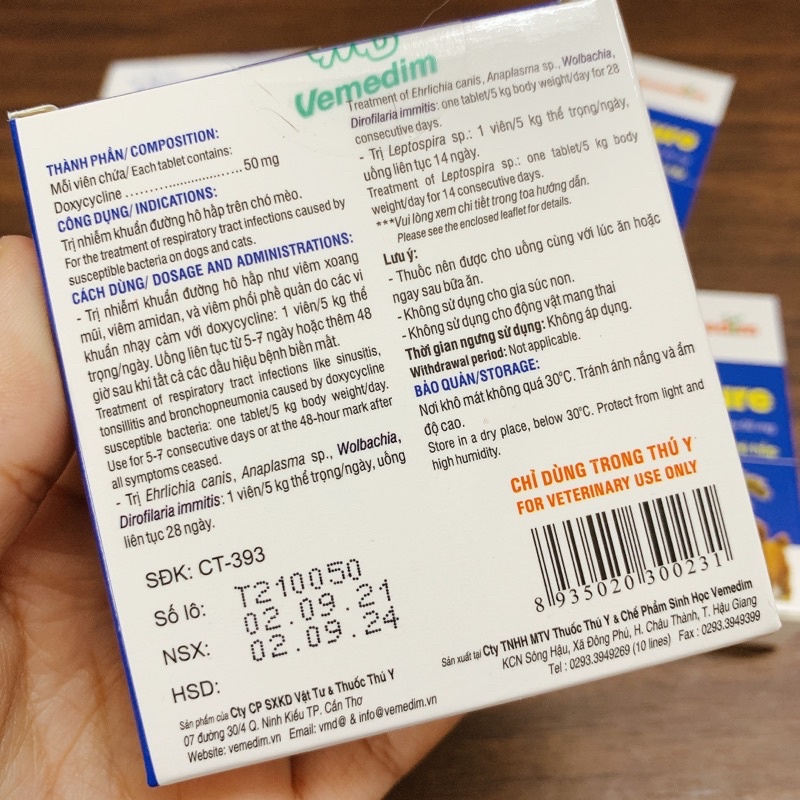 Vemedim
THÀNH PHẦN/ COMPOSITION:
Mỗi viên chứa/ Each tablet contains:
Doxycycline ........................50 mg
CÔNG DỤNG/ INDICATIONS:
Trị nhiễm khuẩn đường hô hấp trên chó mèo.
For the treatment of respiratory tract infections caused by
susceptible bacteria on dogs and cats.
CÁCH DÙNG/ DOSAGE AND ADMINISTRATIONS:
- Trị nhiễm khuẩn đường hô hấp như viêm xoang
mũi, viêm amidan, và viêm phổi phế quản do các vi
khuẩn nhạy cảm với doxycycline: 1 viên/5 kg thể
trọng/ngày. Uống liên tục từ 5-7 ngày hoặc thêm 48
giờ sau khi tất cả các dấu hiệu bệnh biến mất.
Treatment of respiratory tract infections like sinusitis,
tonsillitis and bronchopneumonia caused by doxycycline
susceptible bacteria: one tablet/5 kg body weight/day.
Use for 5-7 consecutive days or at the 48-hour mark after
all symptoms ceased.
- Trị Ehrlichia canis, Anaplasma sp., Wolbachia,
Dirofilaria immitis: 1 viên/5 kg thể trọng/ngày, uống
liên tục 28 ngày.
Treatment of Ehrlichia canis, Anaplasma sp., Wolbachia,
Dirofilaria immitis: one tablet/5 kg body weight/day for 28
consecutive days.
- Trị Leptospira sp.: 1 viên/5 kg thể trọng/ngày,
uống liên tục 14 ngày.
Treatment of Leptospira sp.: one tablet/5 kg body
weight/day for 14 consecutive days.
***Vui lòng xem chi tiết trong toa hướng dẫn.
Please see the enclosed leaflet for details.
Lưu ý:
- Thuốc nên được cho uống cùng với lúc ăn hoặc
ngay sau bữa ăn.
- Không sử dụng cho gia súc non.
- Không sử dụng cho động vật mang thai
Thời gian ngưng sử dụng: Không áp dụng.
Withdrawal period: Not applicable.
BẢO QUẢN/STORAGE:
Nơi khô mát không quá 30°C. Tránh ánh nắng và ẩm
độ cao.
Store in a dry place, below 30°C. Protect from light and
high humidity.
CHỈ DÙNG TRONG THÚ Y
FOR VETERINARY USE ONLY
8 935020 300231
SĐK: CT-393
Số lô: T210050
NSX: 02.09.21
HSD: 02.09.24
Sản phẩm của Cty CP SXKD Vật Tư & Thuốc Thú Y
07 đường 30/4 Q. Ninh Kiều TP. Cần Thơ
Website: vemedim.vn Email: vmd@ & info@vemedim.vn
Sản xuất tại Cty TNHH MTV Thuốc Thú Y & Chế Phẩm Sinh Học Vemedim
KCN Sông Hậu, Xã Đông Phú, H. Châu Thành, T. Hậu Giang
Tel : 0293.3949269 (10 lines) Fax : 0293.3949399